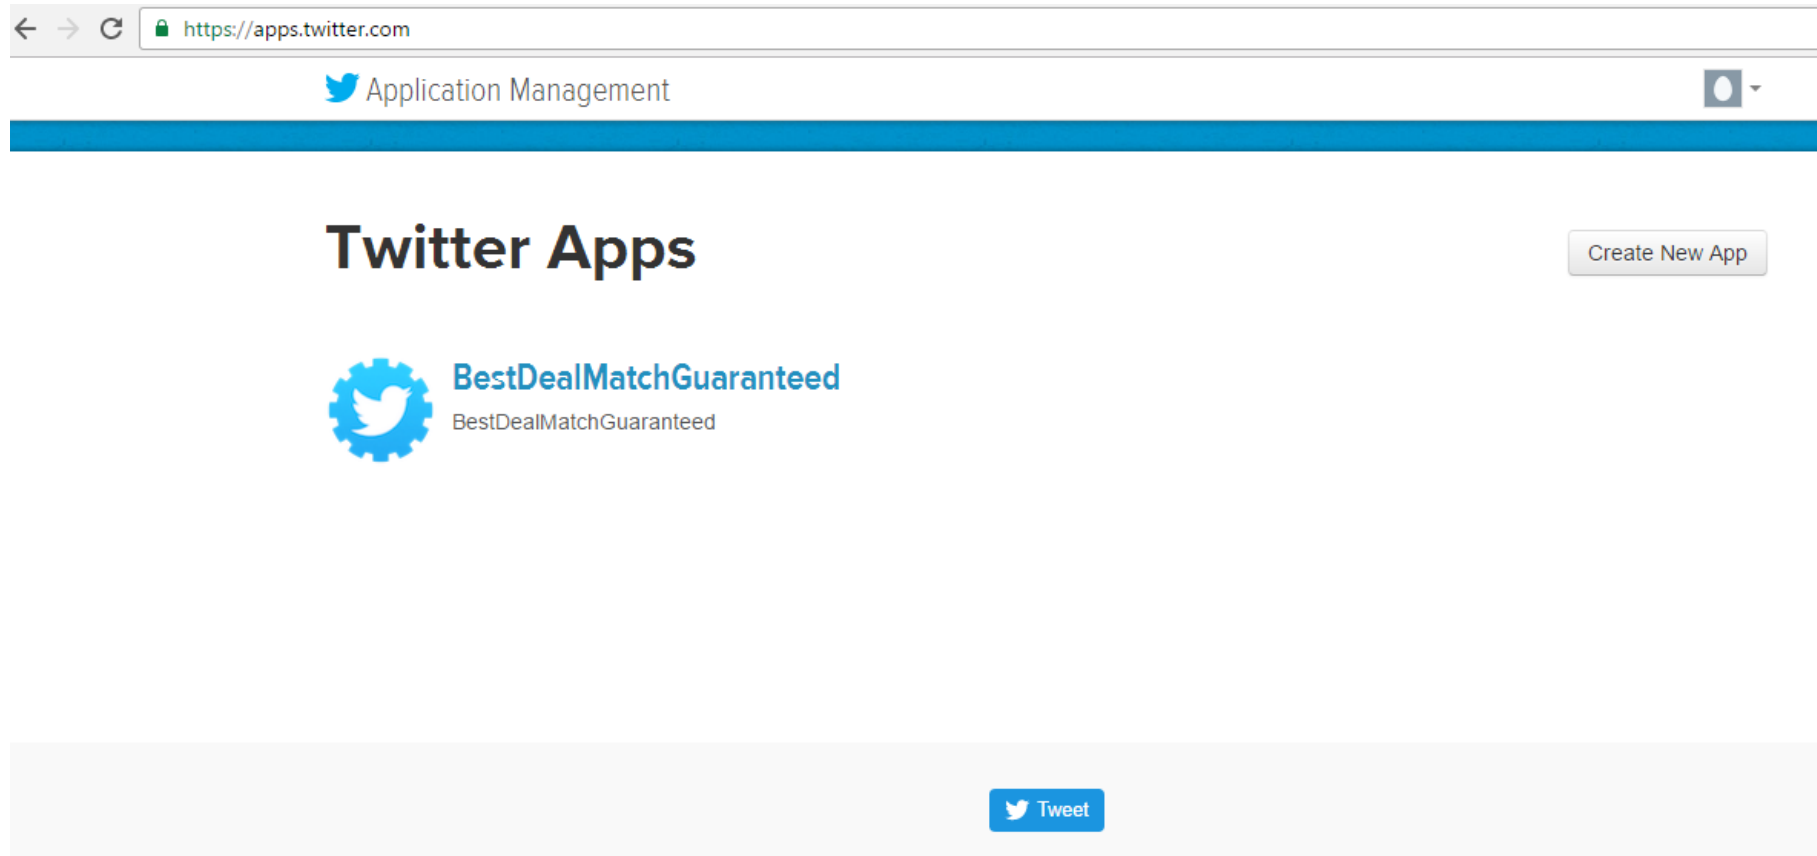 https://apps.twitter.com
Application Management
Twitter Apps
Create New App
BestDealMatchGuaranteed
BestDealMatchGuaranteed
Tweet